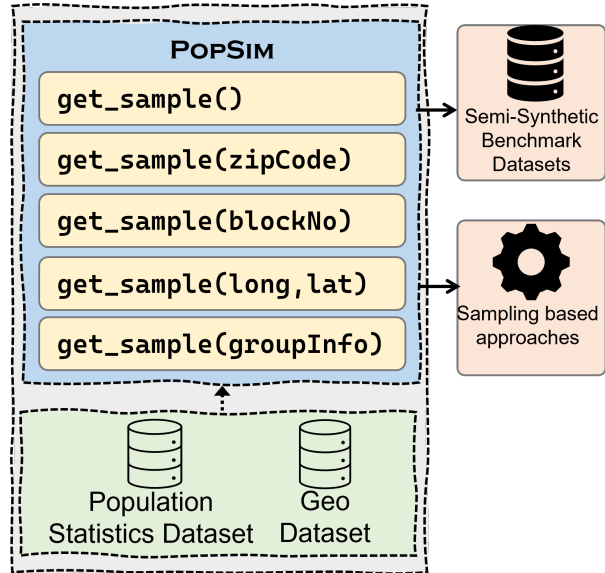 PopSim
get_sample()
get_sample(zipCode)
get_sample(blockNo)
get_sample(long,lat)
get_sample(groupInfo)
Semi-Synthetic
Benchmark
Datasets
Sampling based
approaches
Population
Statistics Dataset
Geo
Dataset